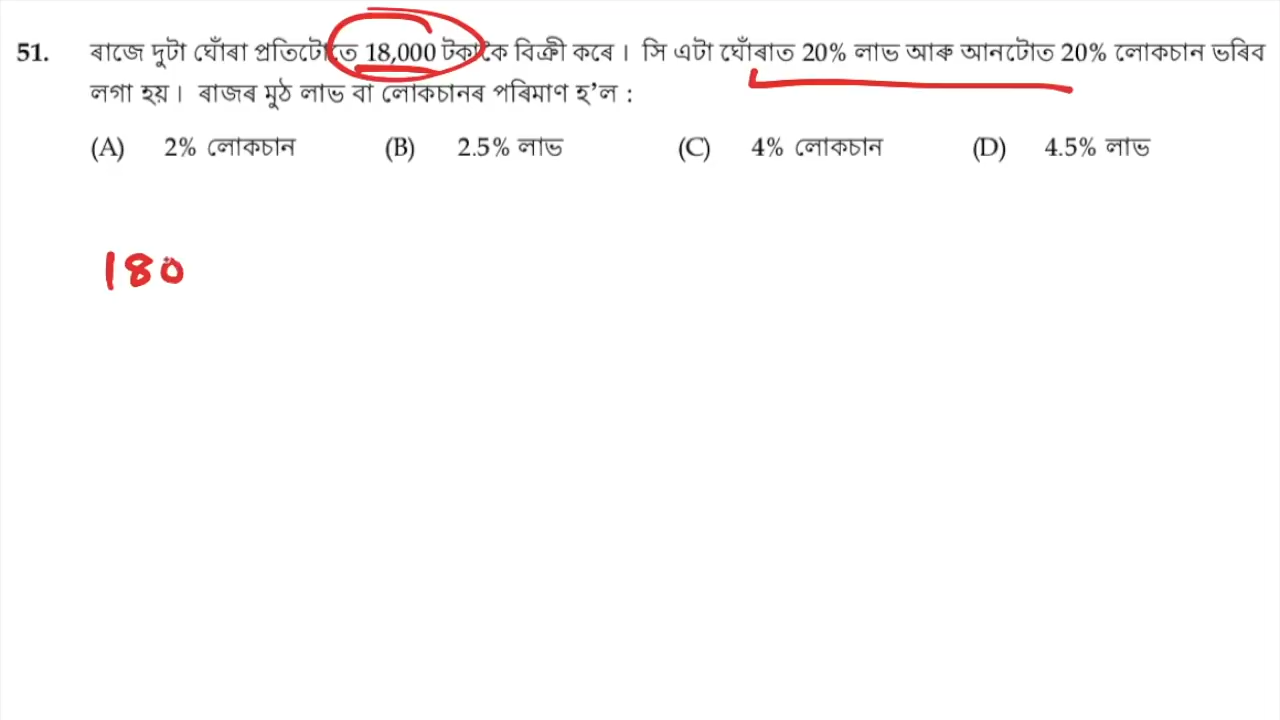 51. ৰাজে দুটা ঘোঁৰা প্ৰতিটোতে 18,000 টকাকৈ বিক্ৰী কৰে । সি এটা ঘোঁৰাত 20% লাভ আৰু আনটোত 20% লোকচান ভৰিব
লগা হয় । ৰাজৰ মুঠ লাভ বা লোকচানৰ পৰিমাণ হ’ল :
(A) 2% লোকচান (B) 2.5% লাভ (C) 4% লোকচান (D) 4.5% লাভ
180